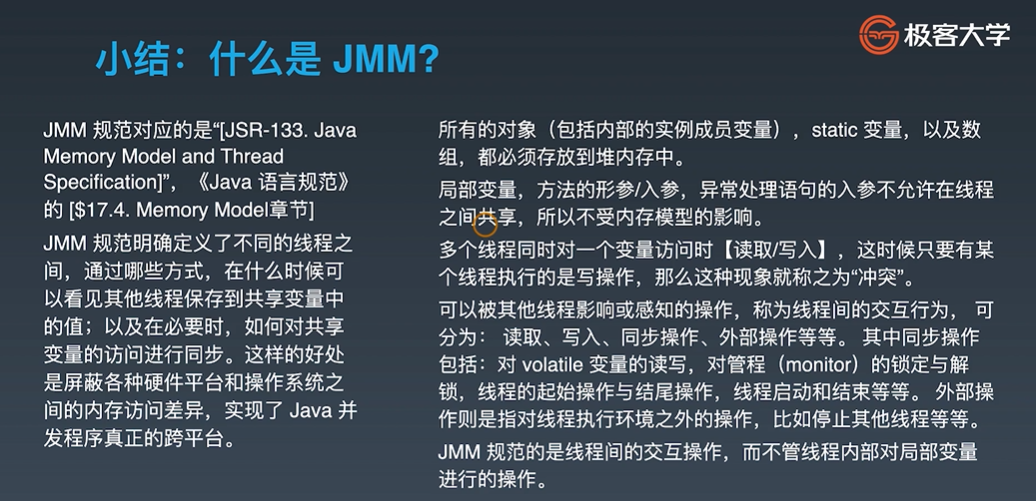 极客大学
小结：什么是 JMM?
JMM 规范对应的是“[JSR-133. Java
Memory Model and Thread
Specification]”，《Java 语言规范》
的 [$17.4. Memory Model章节]
JMM 规范明确定义了不同的线程之
间，通过哪些方式，在什么时候可
以看见其他线程保存到共享变量中
的值；以及在必要时，如何对共享
变量的访问进行同步。这样的好处
是屏蔽各种硬件平台和操作系统之
间的内存访问差异，实现了 Java 并
发程序真正的跨平台。
所有的对象（包括内部的实例成员变量），static 变量，以及数
组，都必须存放到堆内存中。
局部变量，方法的形参/入参，异常处理语句的入参不允许在线程
之间共享，所以不受内存模型的影响。
多个线程同时对一个变量访问时【读取/写入】，这时候只要有某
个线程执行的是写操作，那么这种现象就称之为“冲突”。
可以被其他线程影响或感知的操作，称为线程间的交互行为， 可
分为： 读取、写入、同步操作、外部操作等等。 其中同步操作
包括：对 volatile 变量的读写，对管程（monitor）的锁定与解
锁，线程的起始操作与结尾操作，线程启动和结束等等。 外部操
作则是指对线程执行环境之外的操作，比如停止其他线程等等。
JMM 规范的是线程间的交互操作，而不管线程内部对局部变量
进行的操作。